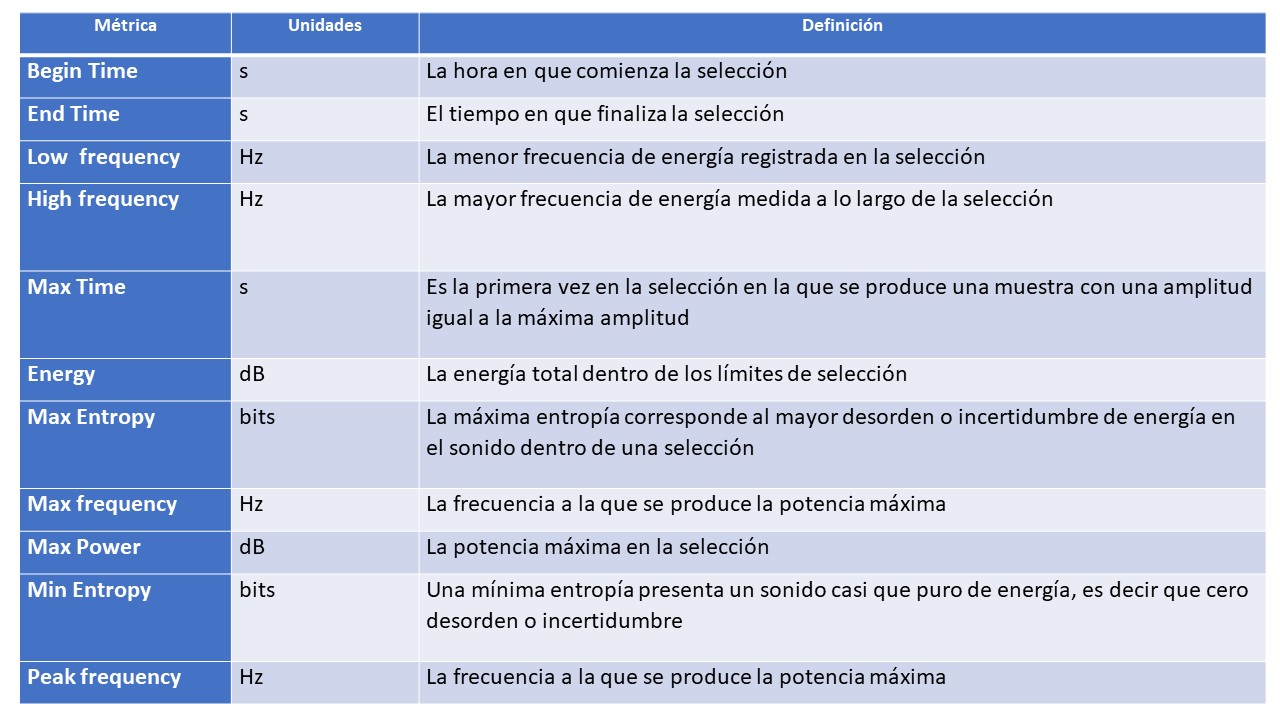 Métrica Unidades Definición
Begin Time s La hora en que comienza la selección
End Time s El tiempo en que finaliza la selección
Low frequency Hz La menor frecuencia de energía registrada en la selección
High frequency Hz La mayor frecuencia de energía medida a lo largo de la selección
Max Time s Es la primera vez en la selección en la que se produce una muestra con una amplitud
igual a la máxima amplitud
Energy dB La energía total dentro de los límites de selección
Max Entropy bits La máxima entropía corresponde al mayor desorden o incertidumbre de energía en
el sonido dentro de una selección
Max frequency Hz La frecuencia a la que se produce la potencia máxima
Max Power dB La potencia máxima en la selección
Min Entropy bits Una mínima entropía presenta un sonido casi que puro de energía, es decir que cero
desorden o incertidumbre
Peak frequency Hz La frecuencia a la que se produce la potencia máxima